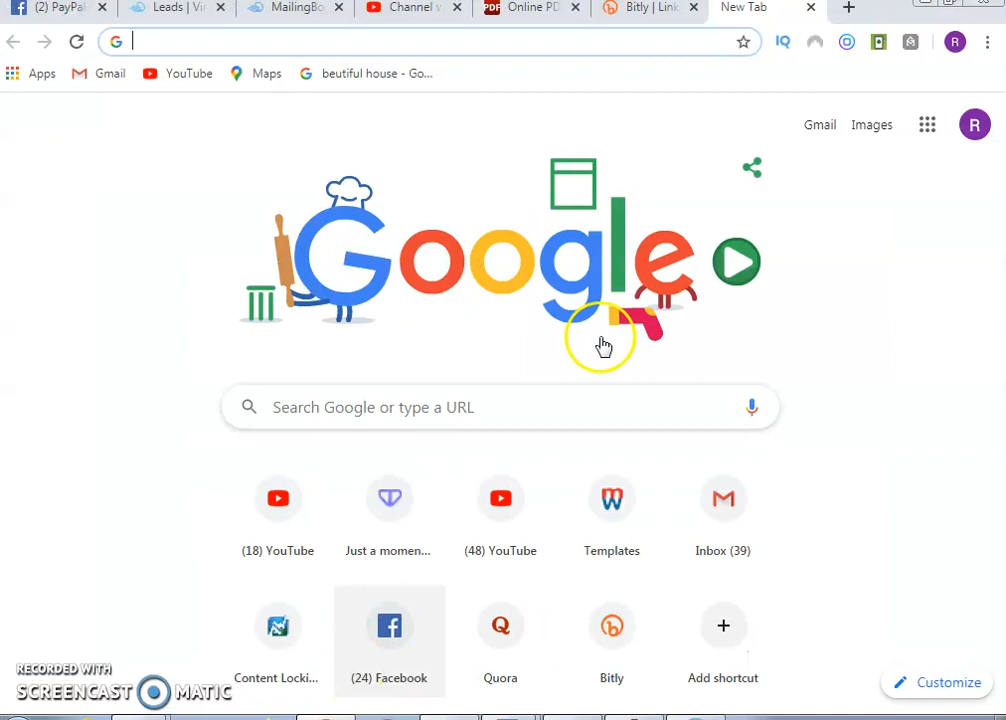 (3) PayPal
Leads | Vir
MailingBo
Channel v
Online PD
Bitly | Link
New Tab
Apps
Gmail
YouTube
Maps
beutiful house - Go...
Gmail
Images
R
Google
Search Google or type a URL
(18) YouTube
Just a momen...
(48) YouTube
Templates
Inbox (39)
Content Locki...
(24) Facebook
Quora
Bitly
Add shortcut
Customize
RECORDED WITH
SCREENCAST MATIC